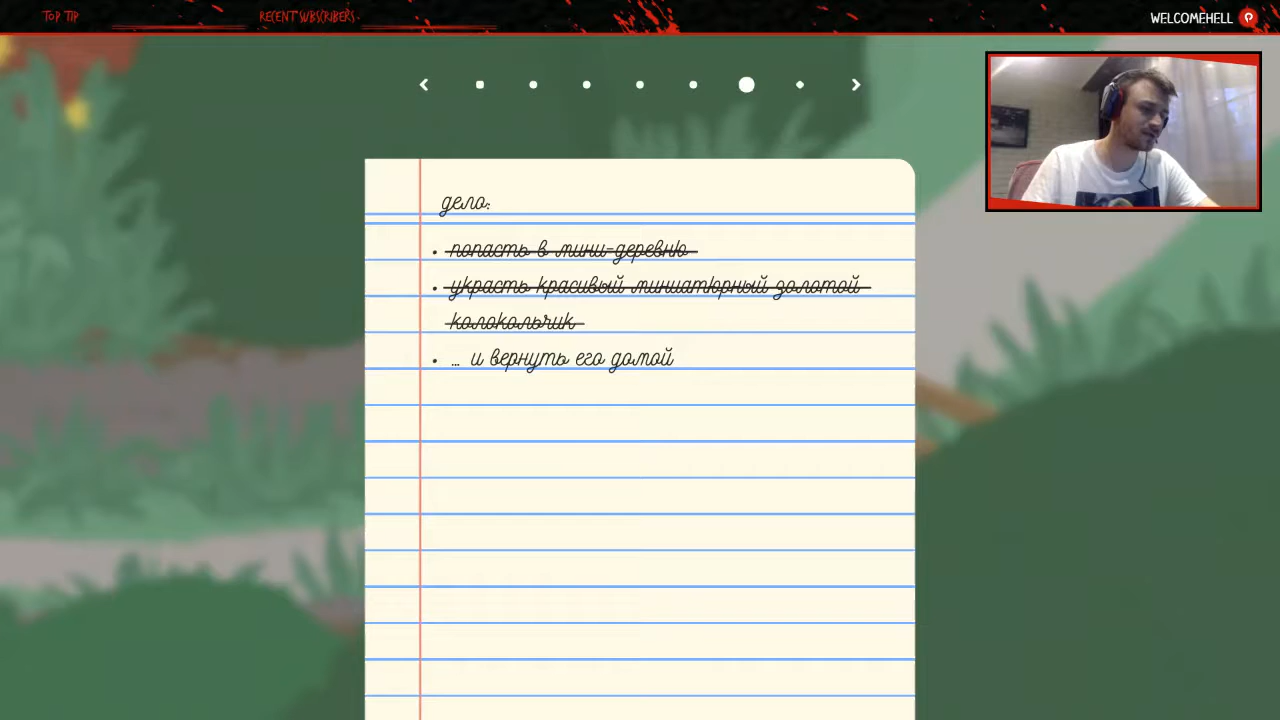 TOP TIP
RECENT SUBSCRIBERS
WELCOMEHELL
дело:
• попасть в мини-деревню
• украсть красивый миниатюрный золотой
колокольчик
• ... и вернуть его домой